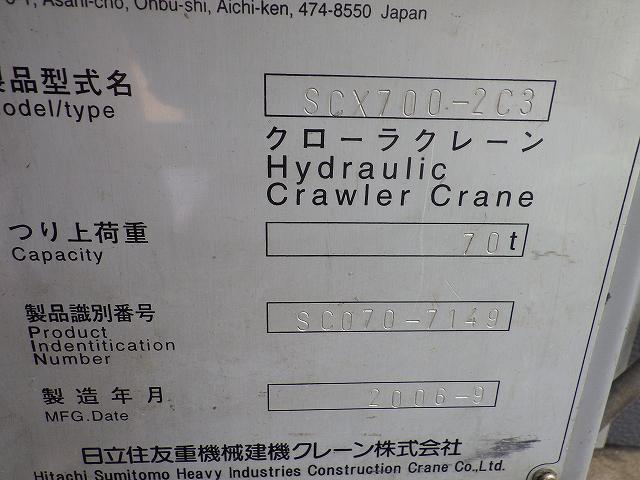 Asahi-cho, Ohbu-shi, Aichi-ken, 474-8550 Japan
品型式名
odel/type
SCX700-2C3
クローラクレーン
Hydraulic
Crawler Crane
つり上荷重
Capacity
70t
製品識別番号
Product
Indentitication
Number
SC070-7149
製造年月
MFG.Date
2006-9
日立住友重機械建機クレーン株式会社
Hitachi Sumitomo Heavy Industries Construction Crane Co.,Ltd.